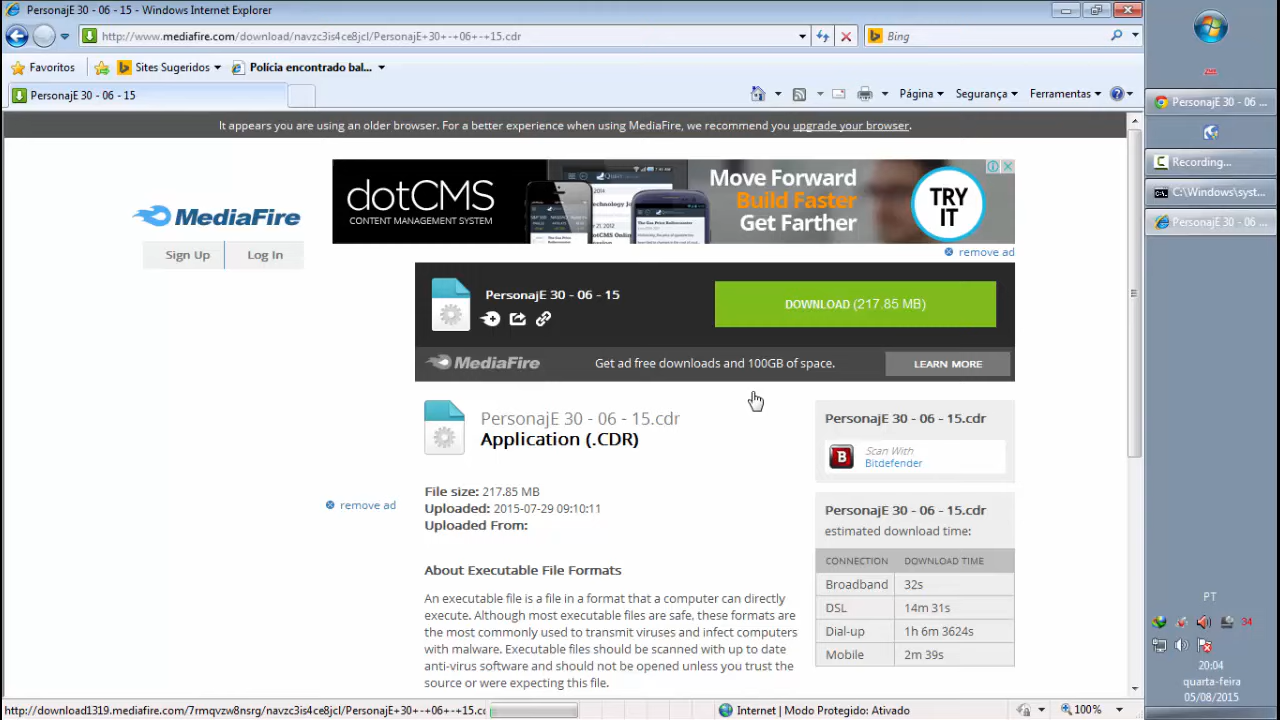 PersonajE 30 - 06 - 15 - Windows Internet Explorer
http://www.mediafire.com/download/navzc3is4ce8jcl/PersonajE+30+-+06+-+15.cdr
Bing
Favoritos
Sites Sugeridos
Polícia encontrado bal...
PersonajE 30 - 06 - 15
Página
Segurança
Ferramentas
It appears you are using an older browser. For a better experience when using MediaFire, we recommend you upgrade your browser.
dotCMS
CONTENT MANAGEMENT SYSTEM
Move Forward
Build Faster
Get Farther
TRY
IT
remove ad
MediaFire
Sign Up
Log In
PersonajE 30 - 06 - 15
DOWNLOAD (217.85 MB)
MediaFire
Get ad free downloads and 100GB of space.
LEARN MORE
PersonajE 30 - 06 - 15.cdr
Application (.CDR)
File size: 217.85 MB
Uploaded: 2015-07-29 09:10:11
Uploaded From:
remove ad
About Executable File Formats
An executable file is a file in a format that a computer can directly
execute. Although most executable files are safe, these formats are
the most commonly used to transmit viruses and infect computers
with malware. Executable files should be scanned with up to date
anti-virus software and should not be opened unless you trust the
source or were expecting this file.
PersonajE 30 - 06 - 15.cdr
B
Scan With
Bitdefender
PersonajE 30 - 06 - 15.cdr
estimated download time:
CONNECTION DOWNLOAD TIME
Broadband 32s
DSL 14m 31s
Dial-up 1h 6m 3624s
Mobile 2m 39s
http://download1319.mediafire.com/7rmqvzw8nsrg/navzc3is4ce8jcl/PersonajE+30+-+06+-+15.cc
Internet | Modo Protegido: Ativado
100%
PersonajE 30 - 06 ...
Recording...
C:\Windows\syst...
PersonajE 30 - 06 ...
PT
34
20:04
quarta-feira
05/08/2015